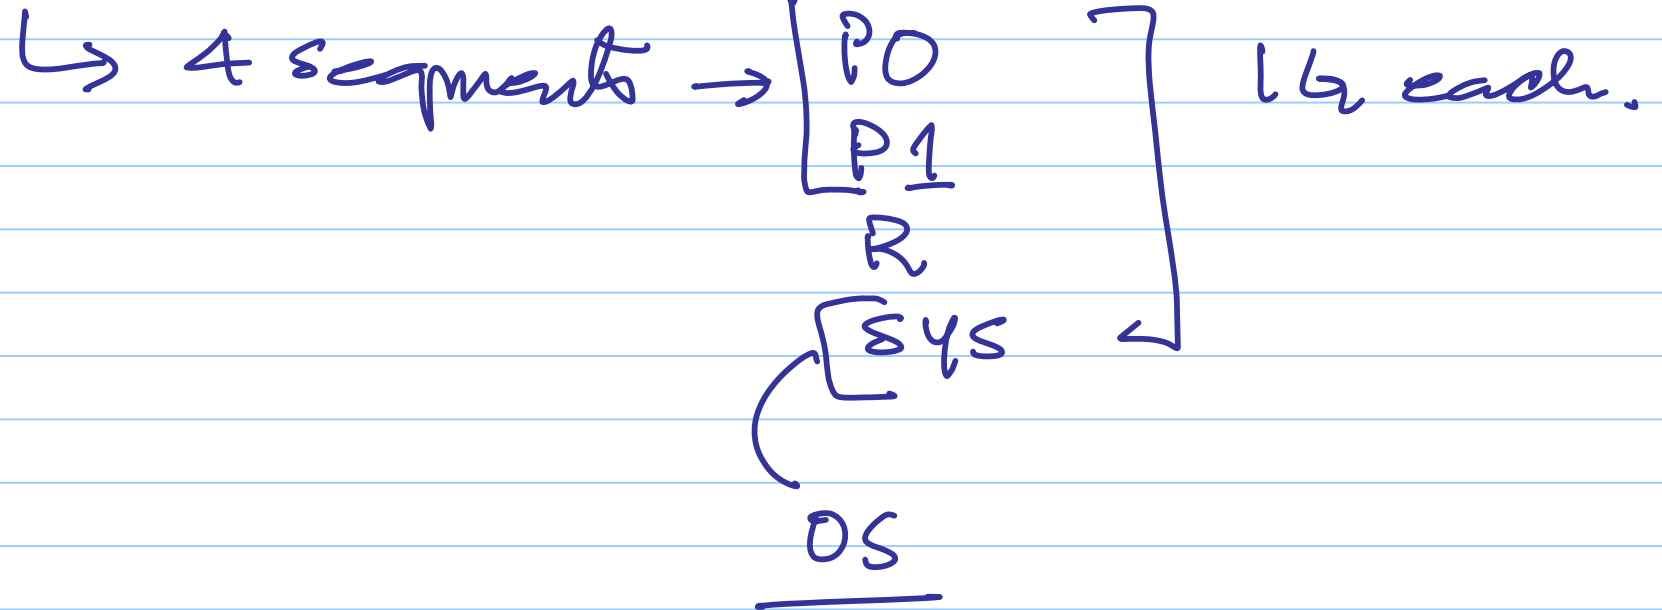 ↳ 4 segments → P0 1G each.
P1
R
Sys
OS